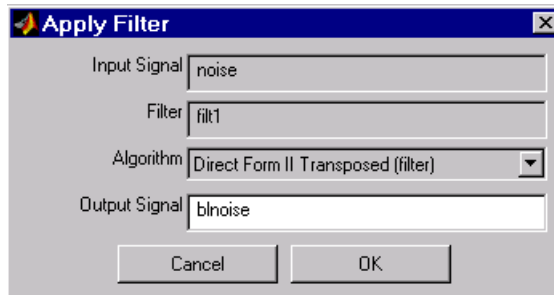 Apply Filter
Input Signal noise
Filter filt1
Algorithm Direct Form II Transposed (filter)
Output Signal blnoise
Cancel OK